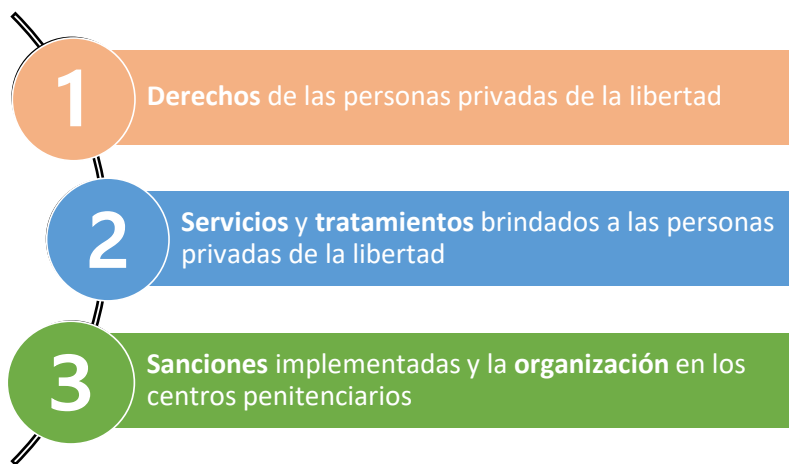 1
Derechos de las personas privadas de la libertad
2
Servicios y tratamientos brindados a las personas
privadas de la libertad
3
Sanciones implementadas y la organización en los
centros penitenciarios